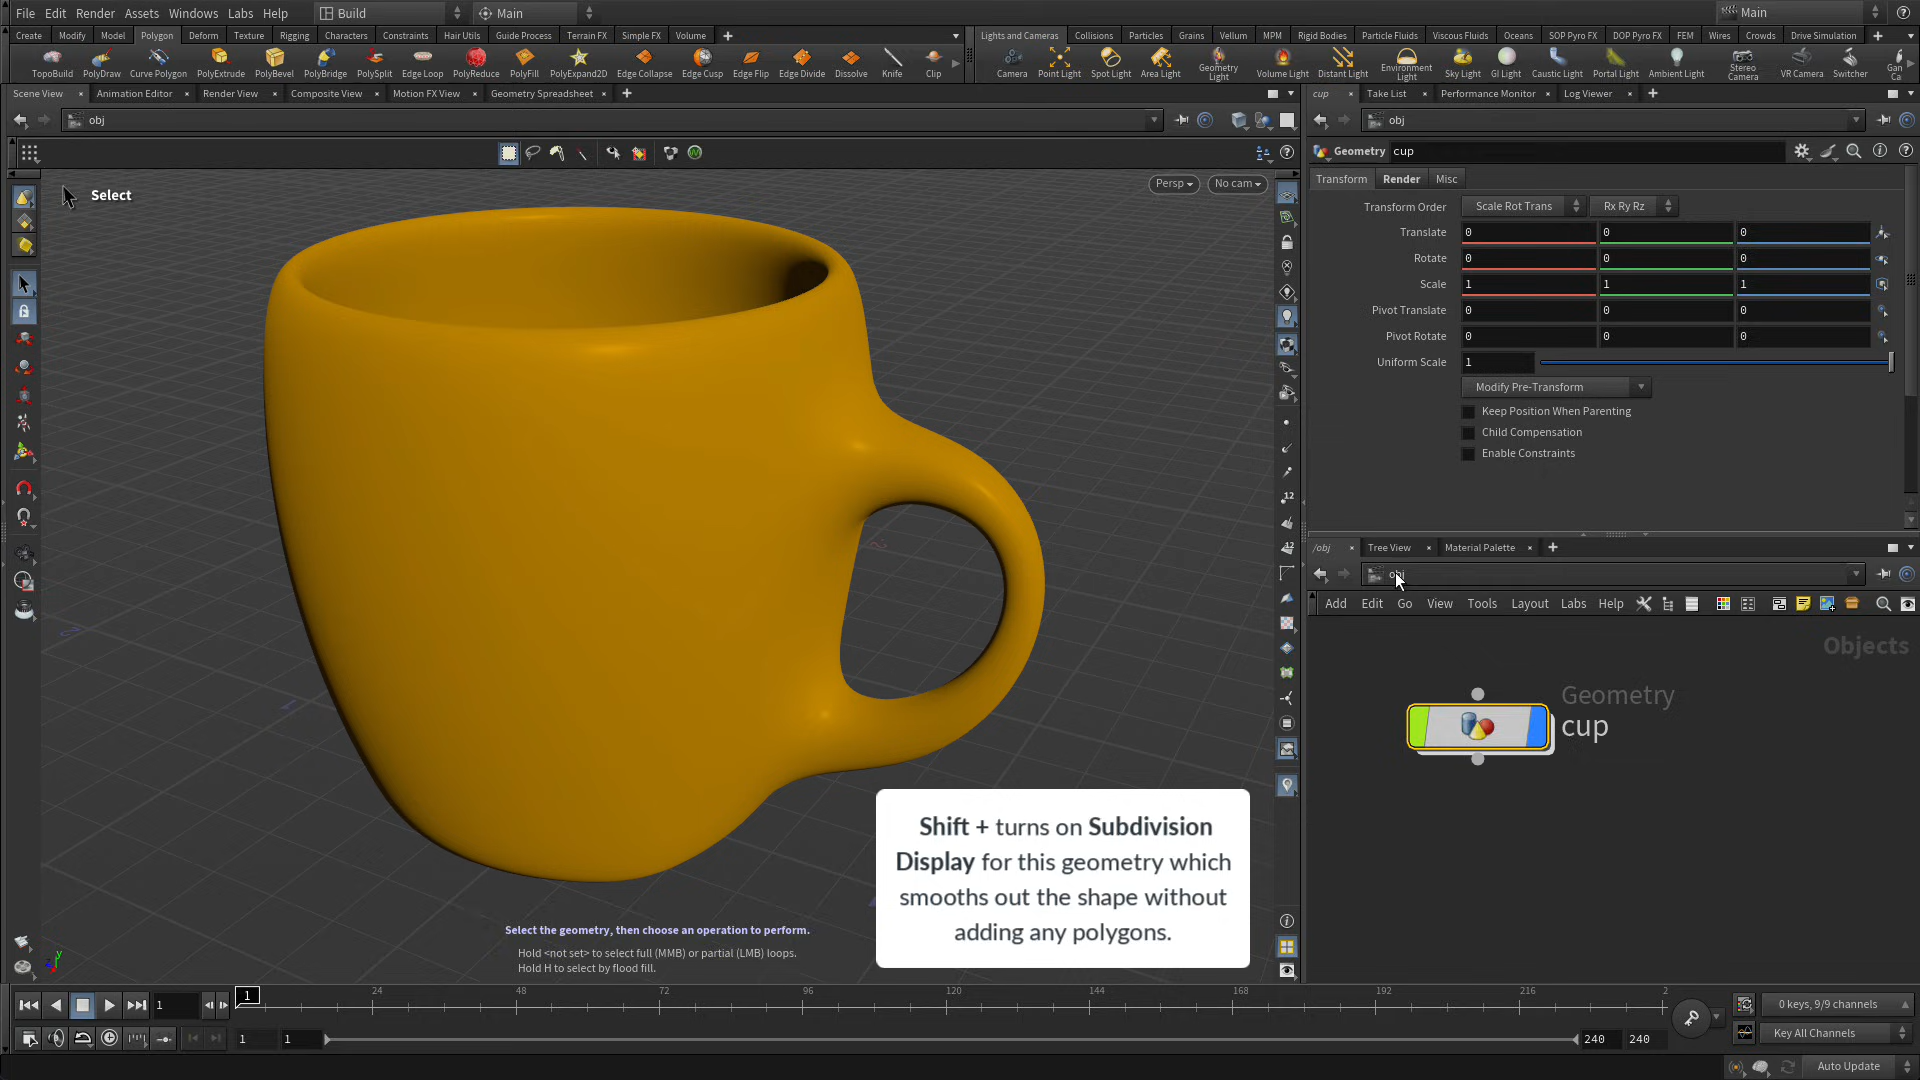 File Edit Render Assets Windows Labs Help Build Main Main
Create Modify Model Polygon Deform Texture Rigging Characters Constraints Hair Utils Guide Process Terrain FX Simple FX Volume
Lights and Cameras Collisions Particles Grains Vellum MPM Rigid Bodies Particle Fluids Viscous Fluids Oceans SOP Pyro FX DOP Pyro FX FEM Wires Crowds Drive Simulation
TopoBuild PolyDraw Curve Polygon PolyExtrude PolyBevel PolyBridge PolySplit Edge Loop PolyReduce PolyFill PolyExpand2D Edge Collapse Edge Cusp Edge Flip Edge Divide Dissolve Knife Clip
Camera Point Light Spot Light Area Light Geometry Light Volume Light Distant Light Environment Light Sky Light GI Light Caustic Light Portal Light Ambient Light Stereo Camera VR Camera Switcher Gan Ca
Scene View Animation Editor Render View Composite View Motion FX View Geometry Spreadsheet
cup Take List Performance Monitor Log Viewer
obj
obj
Geometry cup
Select
Persp No cam
Transform Render Misc
Transform Order Scale Rot Trans Rx Ry Rz
Translate 0 0 0
Rotate 0 0 0
Scale 1 1 1
Pivot Translate 0 0 0
Pivot Rotate 0 0 0
Uniform Scale 1
Modify Pre-Transform
Keep Position When Parenting
Child Compensation
Enable Constraints
12
12
/obj Tree View Material Palette
obj
Add Edit Go View Tools Layout Labs Help
Objects
Geometry
cup
Shift + turns on Subdivision
Display for this geometry which
smooths out the shape without
adding any polygons.
Select the geometry, then choose an operation to perform.
Hold <not set> to select full (MMB) or partial (LMB) loops.
Hold H to select by flood fill.
z y
1 1 24 48 72 96 120 144 168 192 216 2
0 keys, 9/9 channels
1 1 240 240
Key All Channels
Auto Update